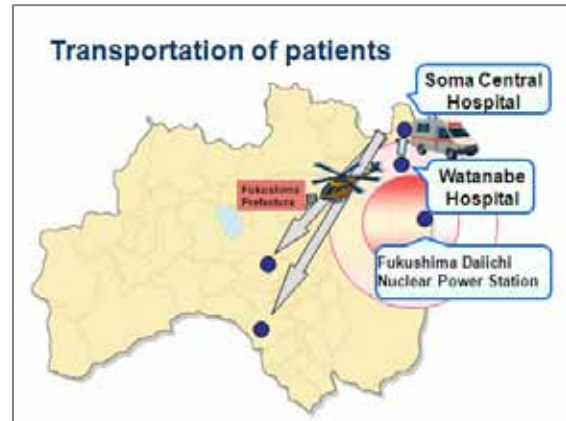 Transportation of patients
Soma Central
Hospital
Fukushima
Prefecture
Watanabe
Hospital
Fukushima Daiichi
Nuclear Power Station